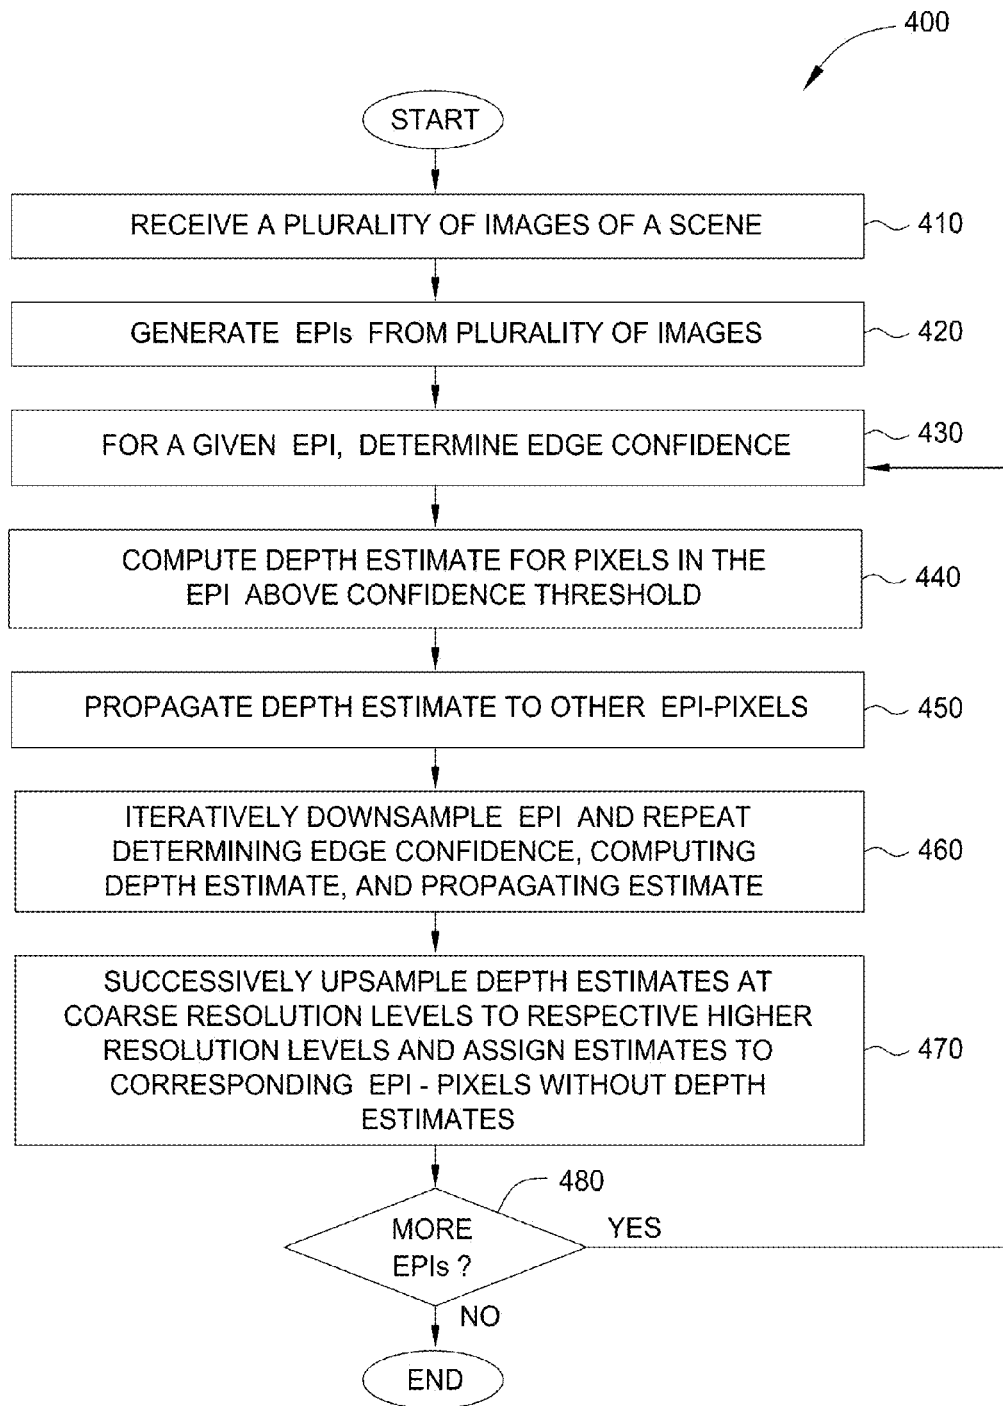 400
START
RECEIVE A PLURALITY OF IMAGES OF A SCENE
410
GENERATE EPIs FROM PLURALITY OF IMAGES
420
FOR A GIVEN EPI, DETERMINE EDGE CONFIDENCE
430
COMPUTE DEPTH ESTIMATE FOR PIXELS IN THE
EPI ABOVE CONFIDENCE THRESHOLD
440
PROPAGATE DEPTH ESTIMATE TO OTHER EPI-PIXELS
450
ITERATIVELY DOWNSAMPLE EPI AND REPEAT
DETERMINING EDGE CONFIDENCE, COMPUTING
DEPTH ESTIMATE, AND PROPAGATING ESTIMATE
460
SUCCESSIVELY UPSAMPLE DEPTH ESTIMATES AT
COARSE RESOLUTION LEVELS TO RESPECTIVE HIGHER
RESOLUTION LEVELS AND ASSIGN ESTIMATES TO
CORRESPONDING EPI - PIXELS WITHOUT DEPTH
ESTIMATES
470
480
MORE
EPIs ?
YES
NO
END